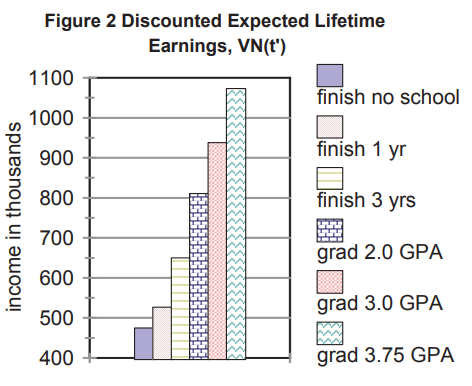 Figure 2 Discounted Expected Lifetime
Earnings, VN(t')
income in thousands
1100
1000
900
800
700
600
500
400
finish no school
finish 1 yr
finish 3 yrs
grad 2.0 GPA
grad 3.0 GPA
grad 3.75 GPA